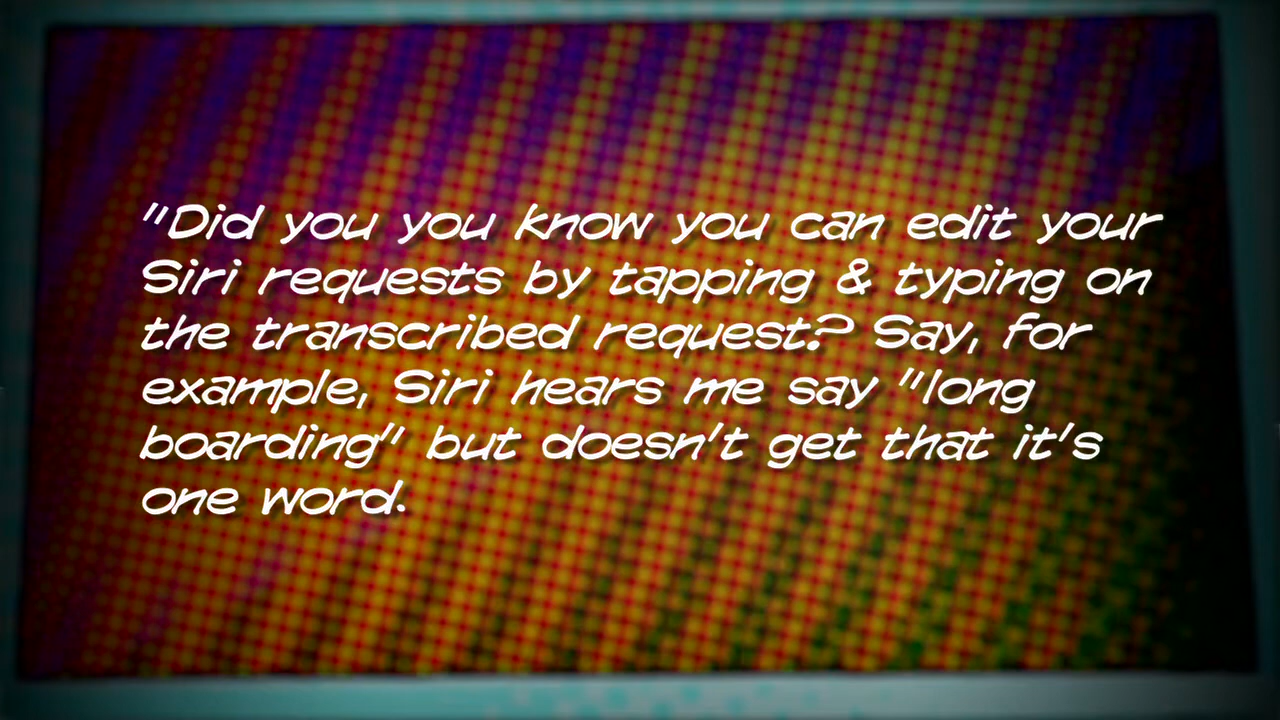 "Did you you know you can edit your
Siri requests by tapping & typing on
the transcribed request? Say, for
example, Siri hears me say "long
boarding" but doesn't get that it's
one word.